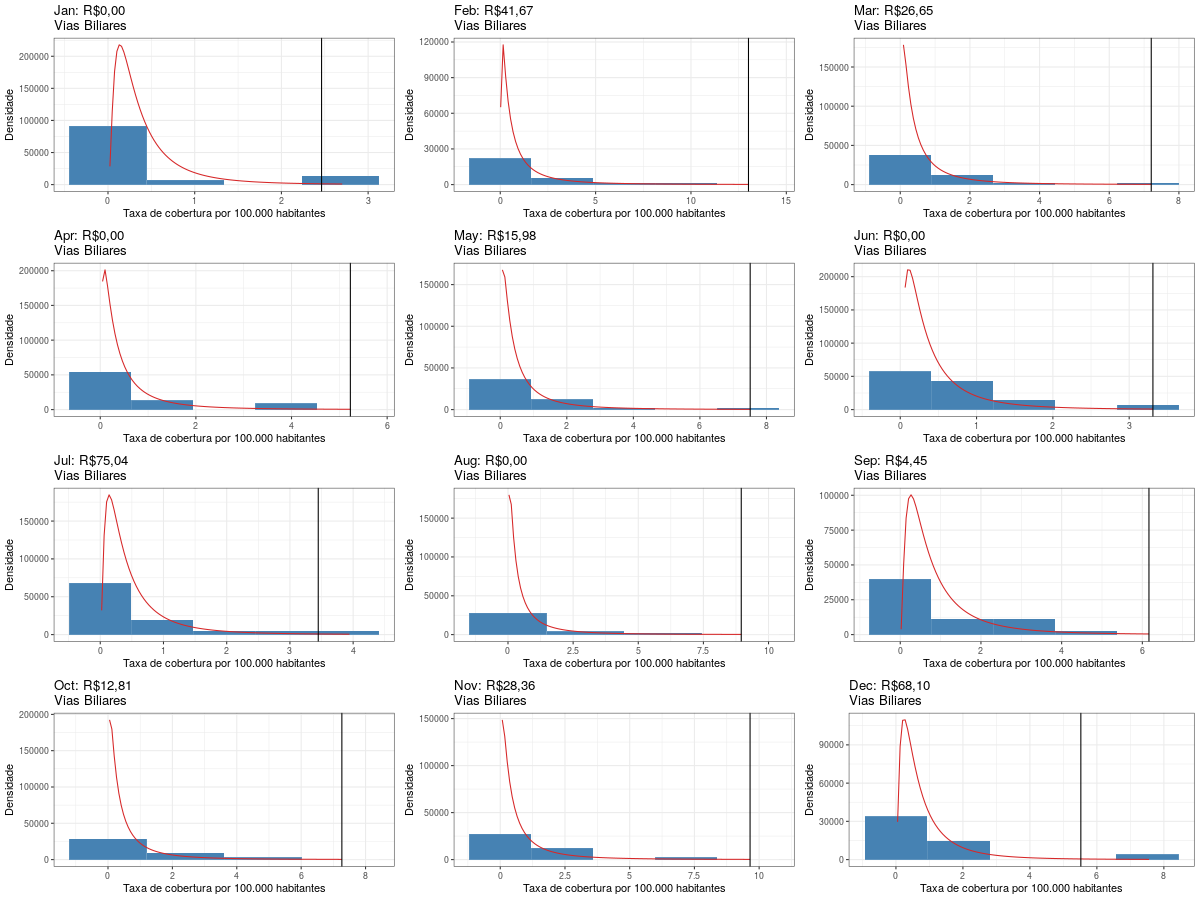 Jan: R$0,00
Vias Biliares
Densidade
200000
150000
100000
50000
0
0 1 2 3
Taxa de cobertura por 100.000 habitantes
Feb: R$41,67
Vias Biliares
Densidade
120000
90000
60000
30000
0
0 5 10 15
Taxa de cobertura por 100.000 habitantes
Mar: R$26,65
Vias Biliares
Densidade
150000
100000
50000
0
0 2 4 6 8
Taxa de cobertura por 100.000 habitantes
Apr: R$0,00
Vias Biliares
Densidade
200000
150000
100000
50000
0
0 2 4 6
Taxa de cobertura por 100.000 habitantes
May: R$15,98
Vias Biliares
Densidade
150000
100000
50000
0
0 2 4 6 8
Taxa de cobertura por 100.000 habitantes
Jun: R$0,00
Vias Biliares
Densidade
200000
150000
100000
50000
0
0 1 2 3
Taxa de cobertura por 100.000 habitantes
Jul: R$75,04
Vias Biliares
Densidade
150000
100000
50000
0
0 1 2 3 4
Taxa de cobertura por 100.000 habitantes
Aug: R$0,00
Vias Biliares
Densidade
150000
100000
50000
0
0 2.5 5 7.5 10
Taxa de cobertura por 100.000 habitantes
Sep: R$4,45
Vias Biliares
Densidade
100000
75000
50000
25000
0
0 2 4 6
Taxa de cobertura por 100.000 habitantes
Oct: R$12,81
Vias Biliares
Densidade
200000
150000
100000
50000
0
0 2 4 6 8
Taxa de cobertura por 100.000 habitantes
Nov: R$28,36
Vias Biliares
Densidade
150000
100000
50000
0
0 2.5 5 7.5 10
Taxa de cobertura por 100.000 habitantes
Dec: R$68,10
Vias Biliares
Densidade
90000
60000
30000
0
0 2 4 6 8
Taxa de cobertura por 100.000 habitantes